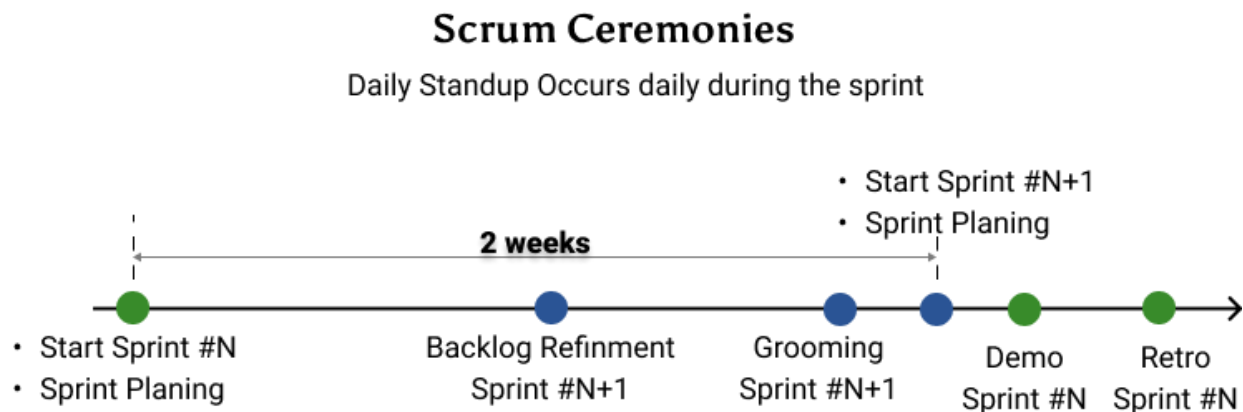 Scrum Ceremonies
Daily Standup Occurs daily during the sprint
• Start Sprint #N+1
• Sprint Planing
2 weeks
• Start Sprint #N
• Sprint Planing
Backlog Refinment
Sprint #N+1
Grooming
Sprint #N+1
Demo
Sprint #N
Retro
Sprint #N